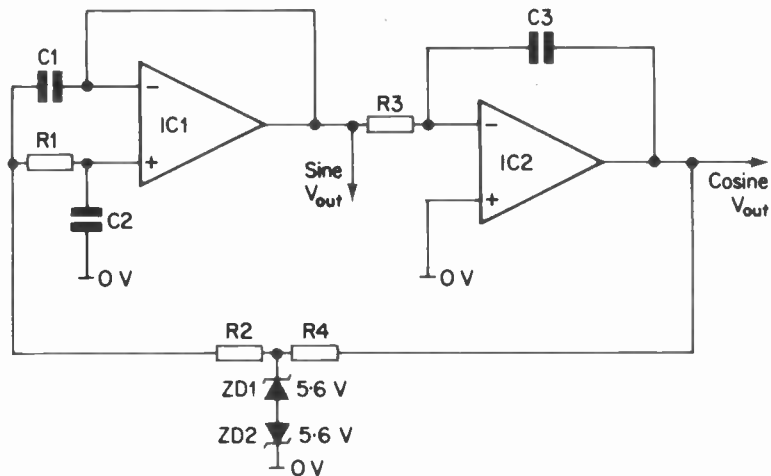 C1
C3
−
R3
IC1
R1
+
−
IC2
Sine
Vout
Cosine
Vout
C2
+
0 V
0 V
R2
R4
ZD1
5·6 V
ZD2
5·6 V
0 V